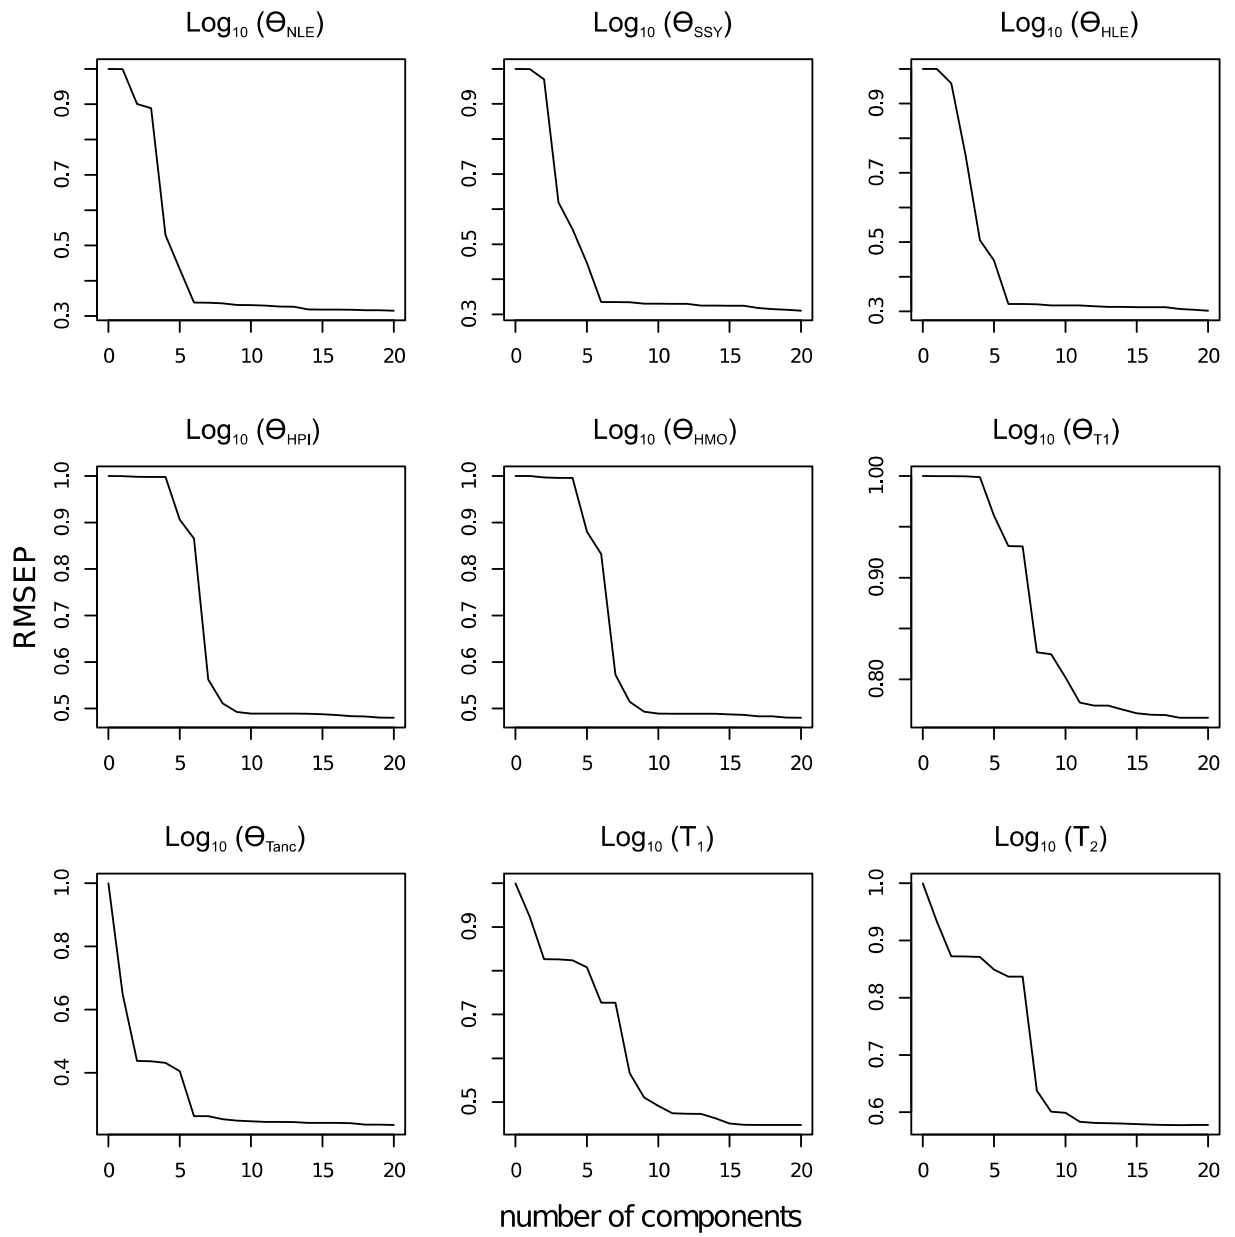 Log₁₀ (Θ_NLE) Log₁₀ (Θ_SSY) Log₁₀ (Θ_HLE)
0.9 0.9 0.9
0.7 0.7 0.7
0.5 0.5 0.5
0.3 0.3 0.3
0 5 10 15 20 0 5 10 15 20 0 5 10 15 20
Log₁₀ (Θ_HPI) Log₁₀ (Θ_HMO) Log₁₀ (Θ_T1)
1.0 1.0 1.00
0.9 0.9
0.8 0.8 0.90
0.7 0.7
0.6 0.6 0.80
0.5 0.5
RMSEP
0 5 10 15 20 0 5 10 15 20 0 5 10 15 20
Log₁₀ (Θ_Tanc) Log₁₀ (T₁) Log₁₀ (T₂)
1.0 0.9 1.0
0.8 0.7 0.9
0.6 0.5 0.8
0.4 0.7
0.6
0 5 10 15 20 0 5 10 15 20 0 5 10 15 20
number of components